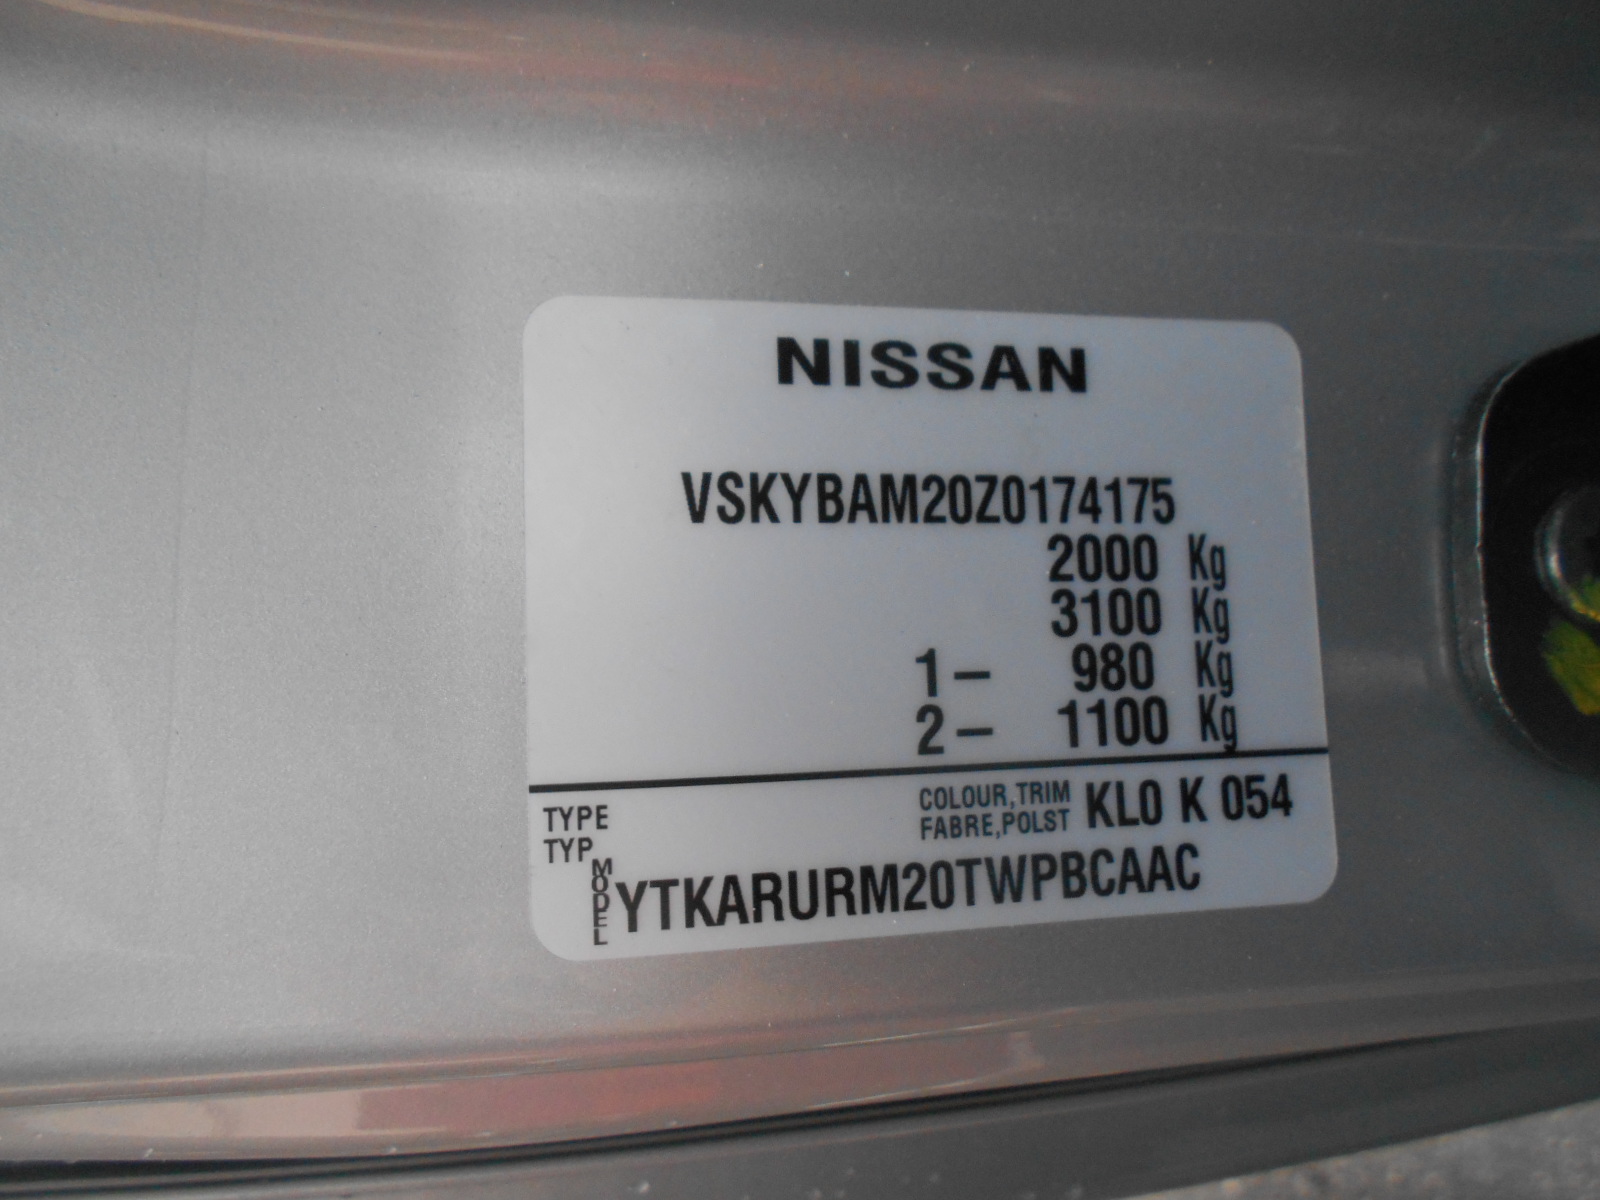 NISSAN
VSKYBAM20Z0174175
2000 Kg
3100 Kg
1 – 980 Kg
2 – 1100 Kg
TYPE
TYP
COLOUR,TRIM
FABRE,POLST
KL0 K 054
MODEL
YTKARURM20TWPBCAAC